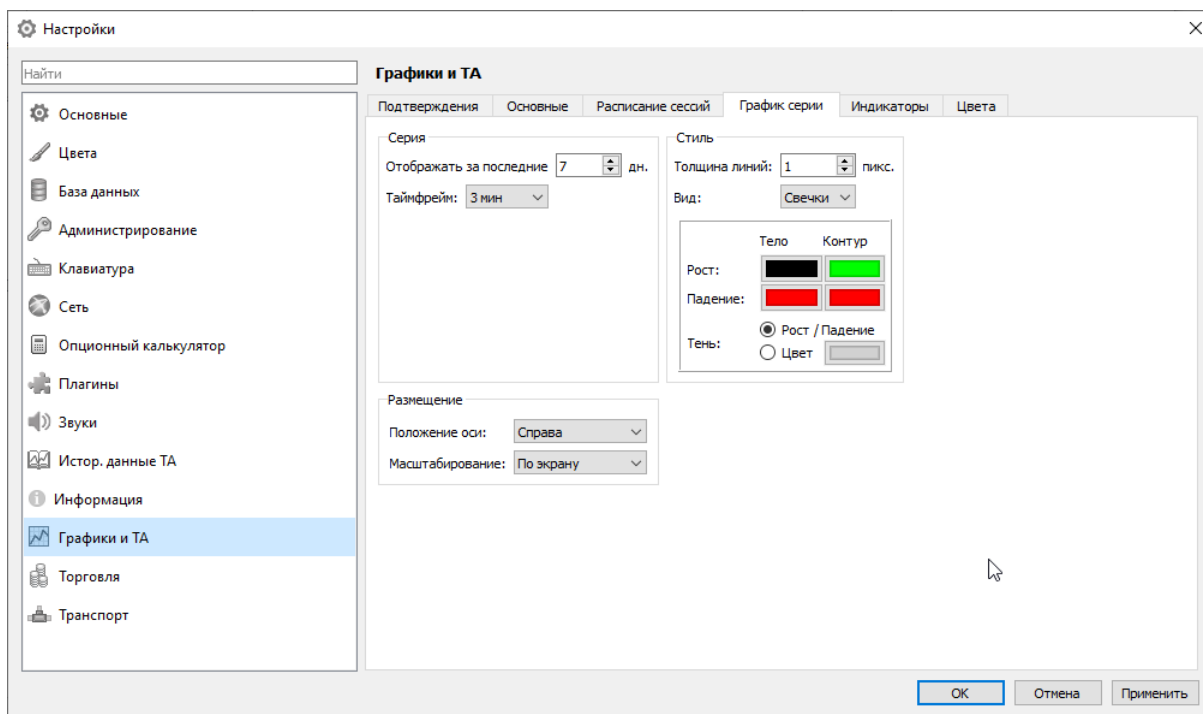 Настройки
Найти
Основные
Цвета
База данных
Администрирование
Клавиатура
Сеть
Опционный калькулятор
Плагины
Звуки
Истор. данные ТА
Информация
Графики и ТА
Торговля
Транспорт
Графики и ТА
Подтверждения Основные Расписание сессий График серии Индикаторы Цвета
Серия
Отображать за последние 7 дн.
Таймфрейм: 3 мин
Стиль
Толщина линий: 1 пикс.
Вид: Свечки
Тело Контур
Рост:
Падение:
Тень: Рост / Падение
Цвет
Размещение
Положение оси: Справа
Масштабирование: По экрану
OK Отмена Применить